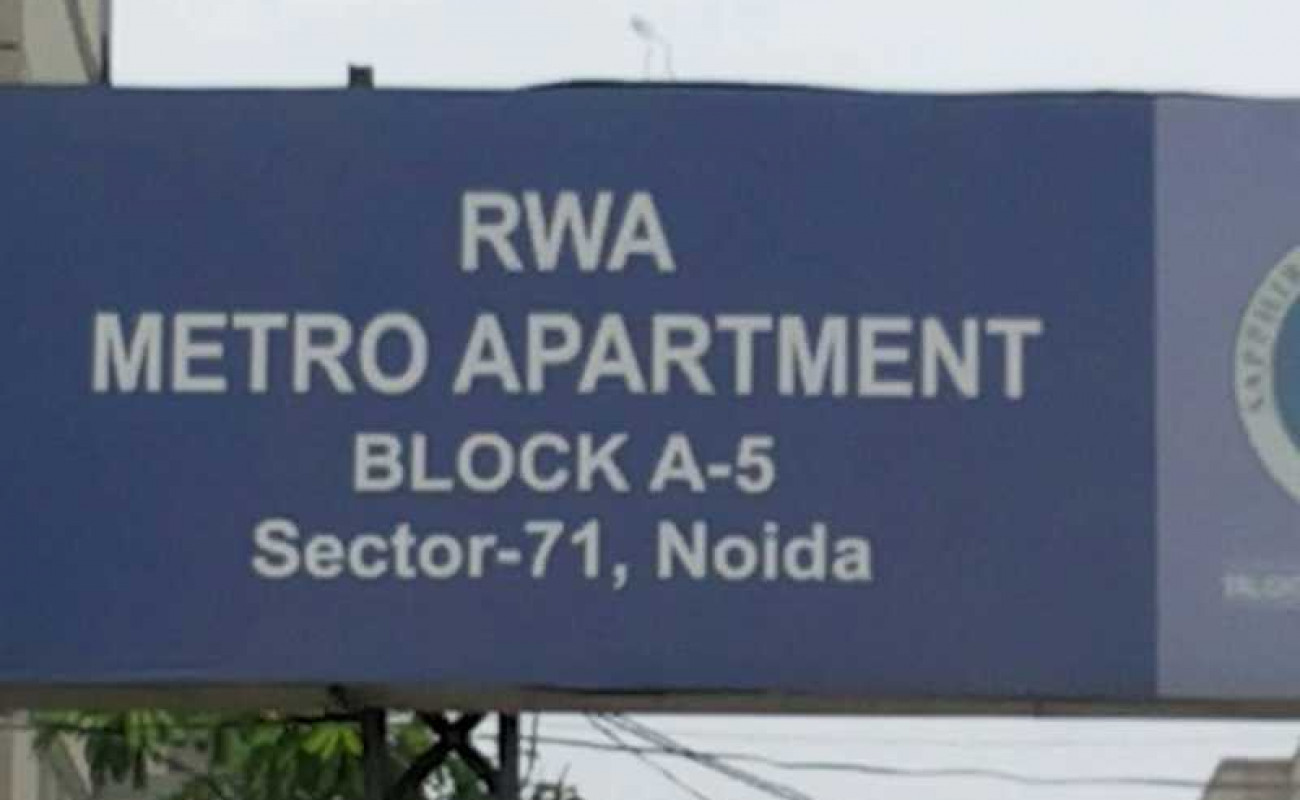 RWA
METRO APARTMENT
BLOCK A-5
Sector-71, Noida